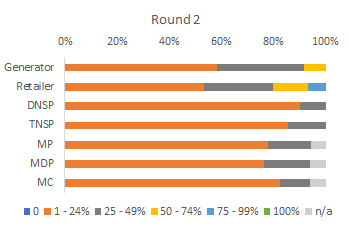 Round 2
0% 20% 40% 60% 80% 100%
Generator
Retailer
DNSP
TNSP
MP
MDP
MC
0 1 - 24% 25 - 49% 50 - 74% 75 - 99% 100% n/a